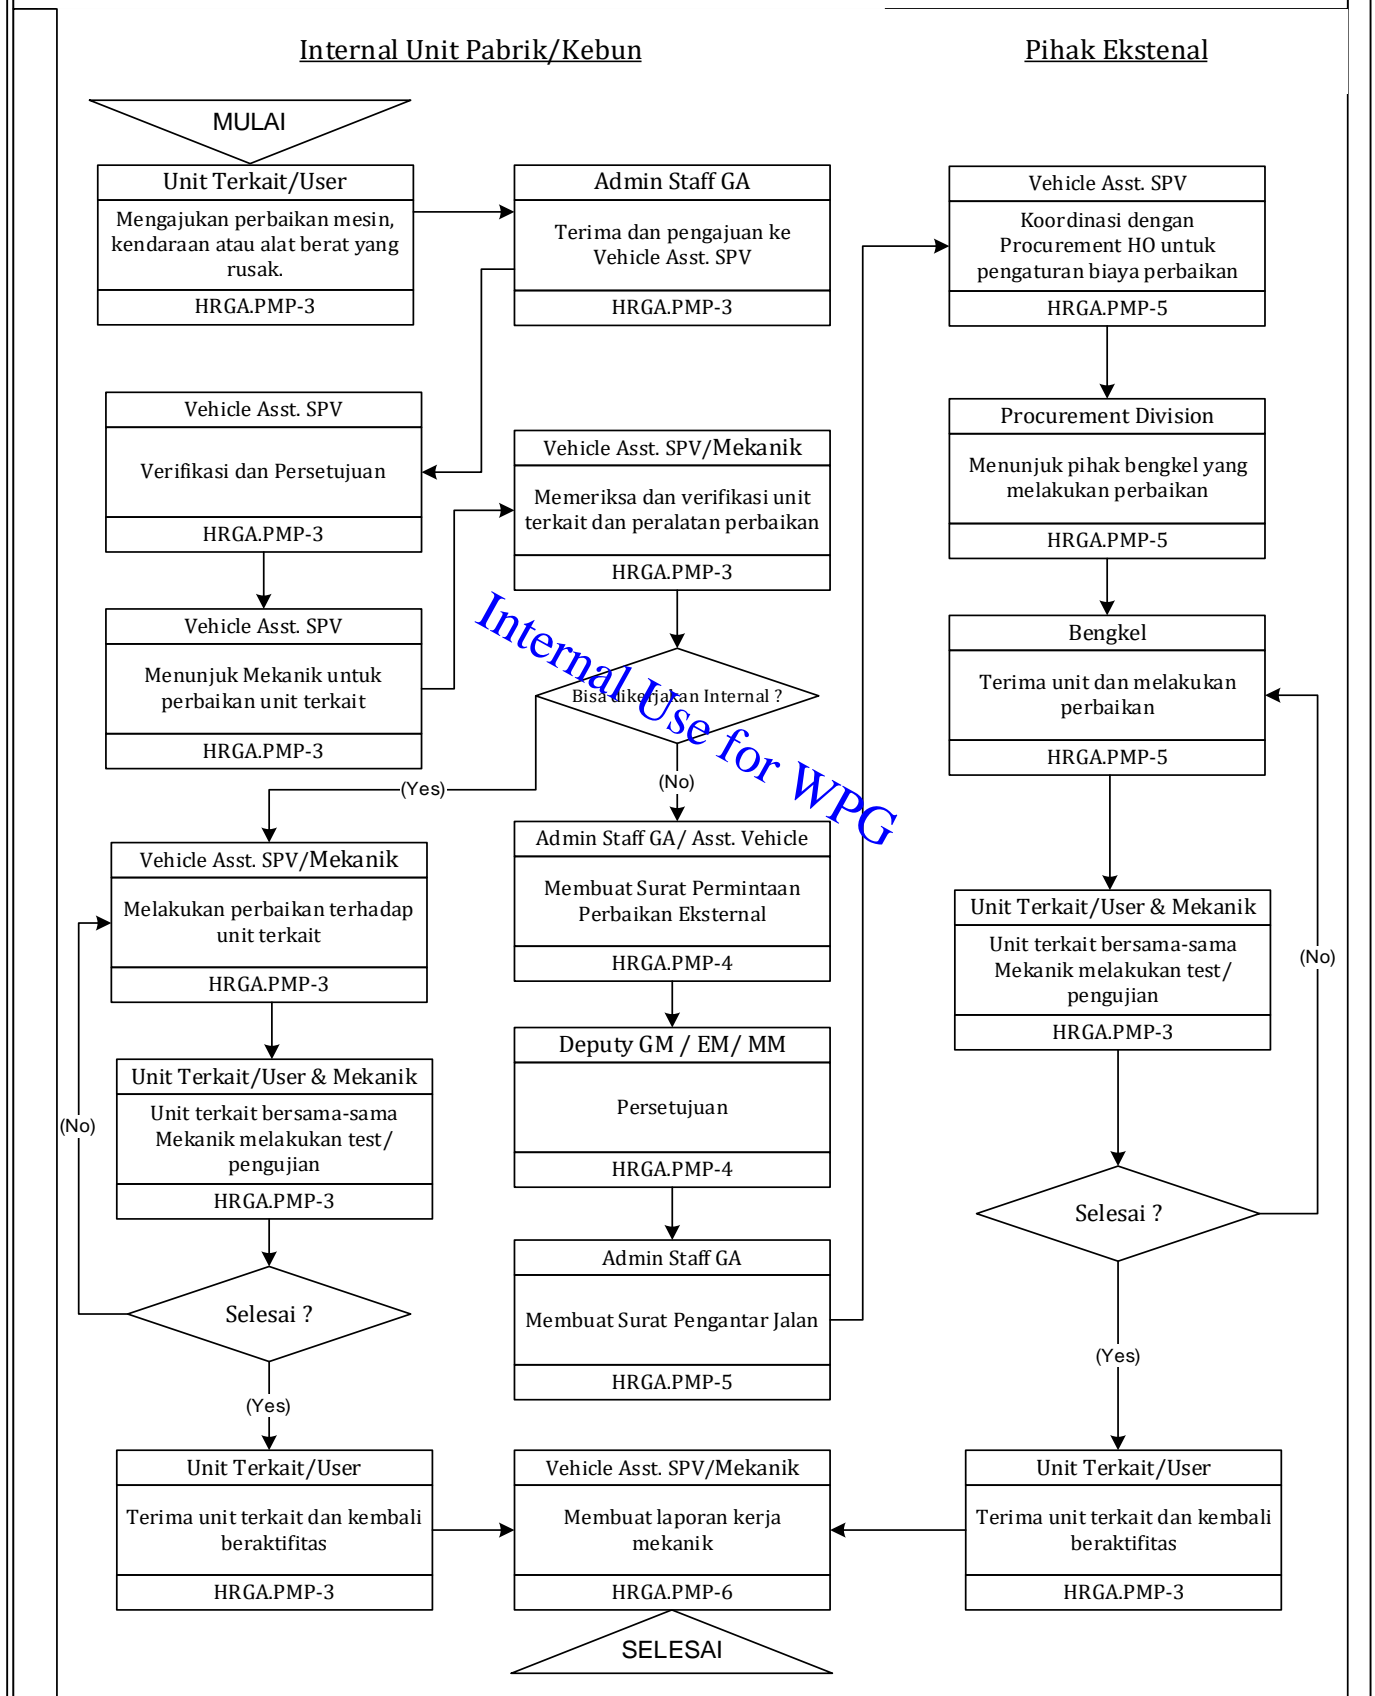 Internal Unit Pabrik/Kebun
Pihak Ekstenal
MULAI
Unit Terkait/User
Mengajukan perbaikan mesin,
kendaraan atau alat berat yang
rusak.
HRGA.PMP-3
Admin Staff GA
Terima dan pengajuan ke
Vehicle Asst. SPV
HRGA.PMP-3
Vehicle Asst. SPV
Koordinasi dengan
Procurement HO untuk
pengaturan biaya perbaikan
HRGA.PMP-5
Vehicle Asst. SPV
Verifikasi dan Persetujuan
HRGA.PMP-3
Vehicle Asst. SPV/Mekanik
Memeriksa dan verifikasi unit
terkait dan peralatan perbaikan
HRGA.PMP-3
Procurement Division
Menunjuk pihak bengkel yang
melakukan perbaikan
HRGA.PMP-5
Vehicle Asst. SPV
Menunjuk Mekanik untuk
perbaikan unit terkait
HRGA.PMP-3
Internal Use for WPG
Bisa dikerjakan Internal ?
Bengkel
Terima unit dan melakukan
perbaikan
HRGA.PMP-5
(Yes)
(No)
Vehicle Asst. SPV/Mekanik
Melakukan perbaikan terhadap
unit terkait
HRGA.PMP-3
Admin Staff GA/ Asst. Vehicle
Membuat Surat Permintaan
Perbaikan Eksternal
HRGA.PMP-4
Unit Terkait/User & Mekanik
Unit terkait bersama-sama
Mekanik melakukan test/
pengujian
HRGA.PMP-3
(No)
Unit Terkait/User & Mekanik
Unit terkait bersama-sama
Mekanik melakukan test/
pengujian
HRGA.PMP-3
(No)
Deputy GM / EM/ MM
Persetujuan
HRGA.PMP-4
Selesai ?
Admin Staff GA
Membuat Surat Pengantar Jalan
HRGA.PMP-5
Selesai ?
(Yes)
(Yes)
Unit Terkait/User
Terima unit terkait dan kembali
beraktifitas
HRGA.PMP-3
Vehicle Asst. SPV/Mekanik
Membuat laporan kerja
mekanik
HRGA.PMP-6
Unit Terkait/User
Terima unit terkait dan kembali
beraktifitas
HRGA.PMP-3
SELESAI